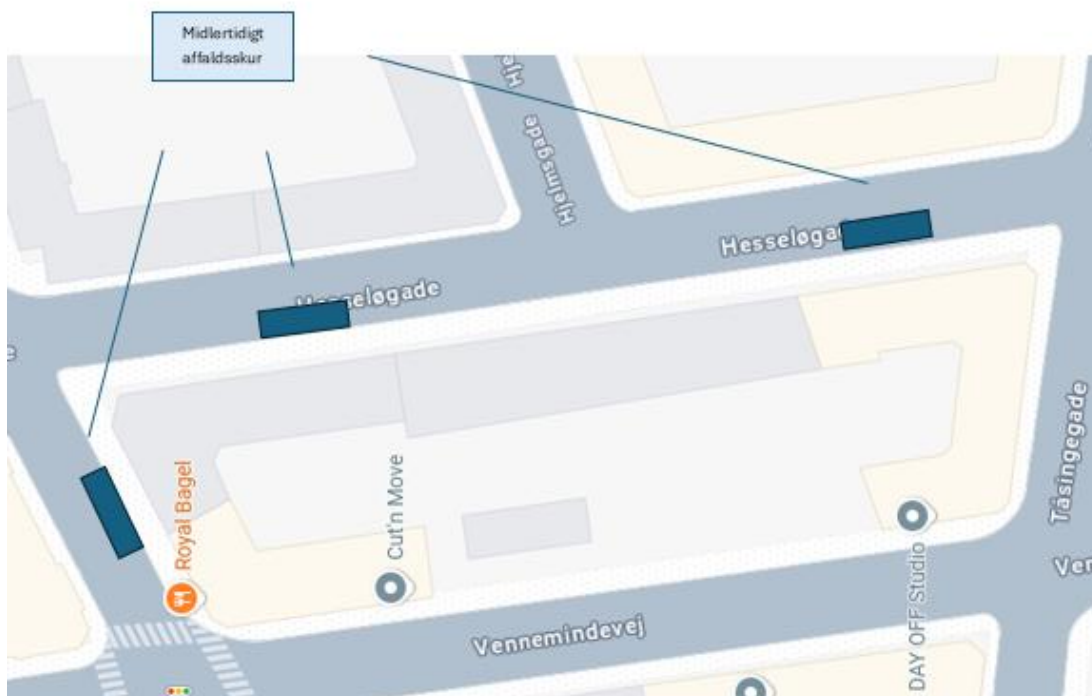 Midlertidigt
affaldsskur
Hjelmsgade
Hesseløgade
Hesseløgade
Royal Bagel
Cut'n Move
Tåsingegade
DAY OFF Studio
Vennemindevej